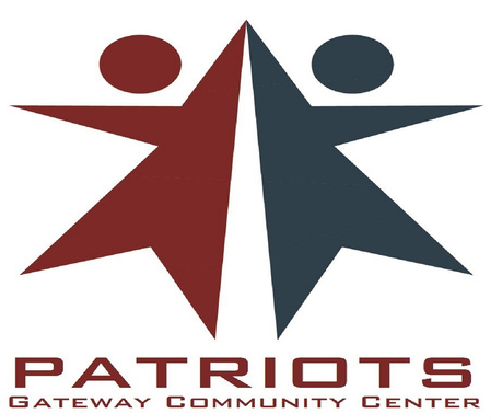 PATRIOTS
GATEWAY COMMUNITY CENTER